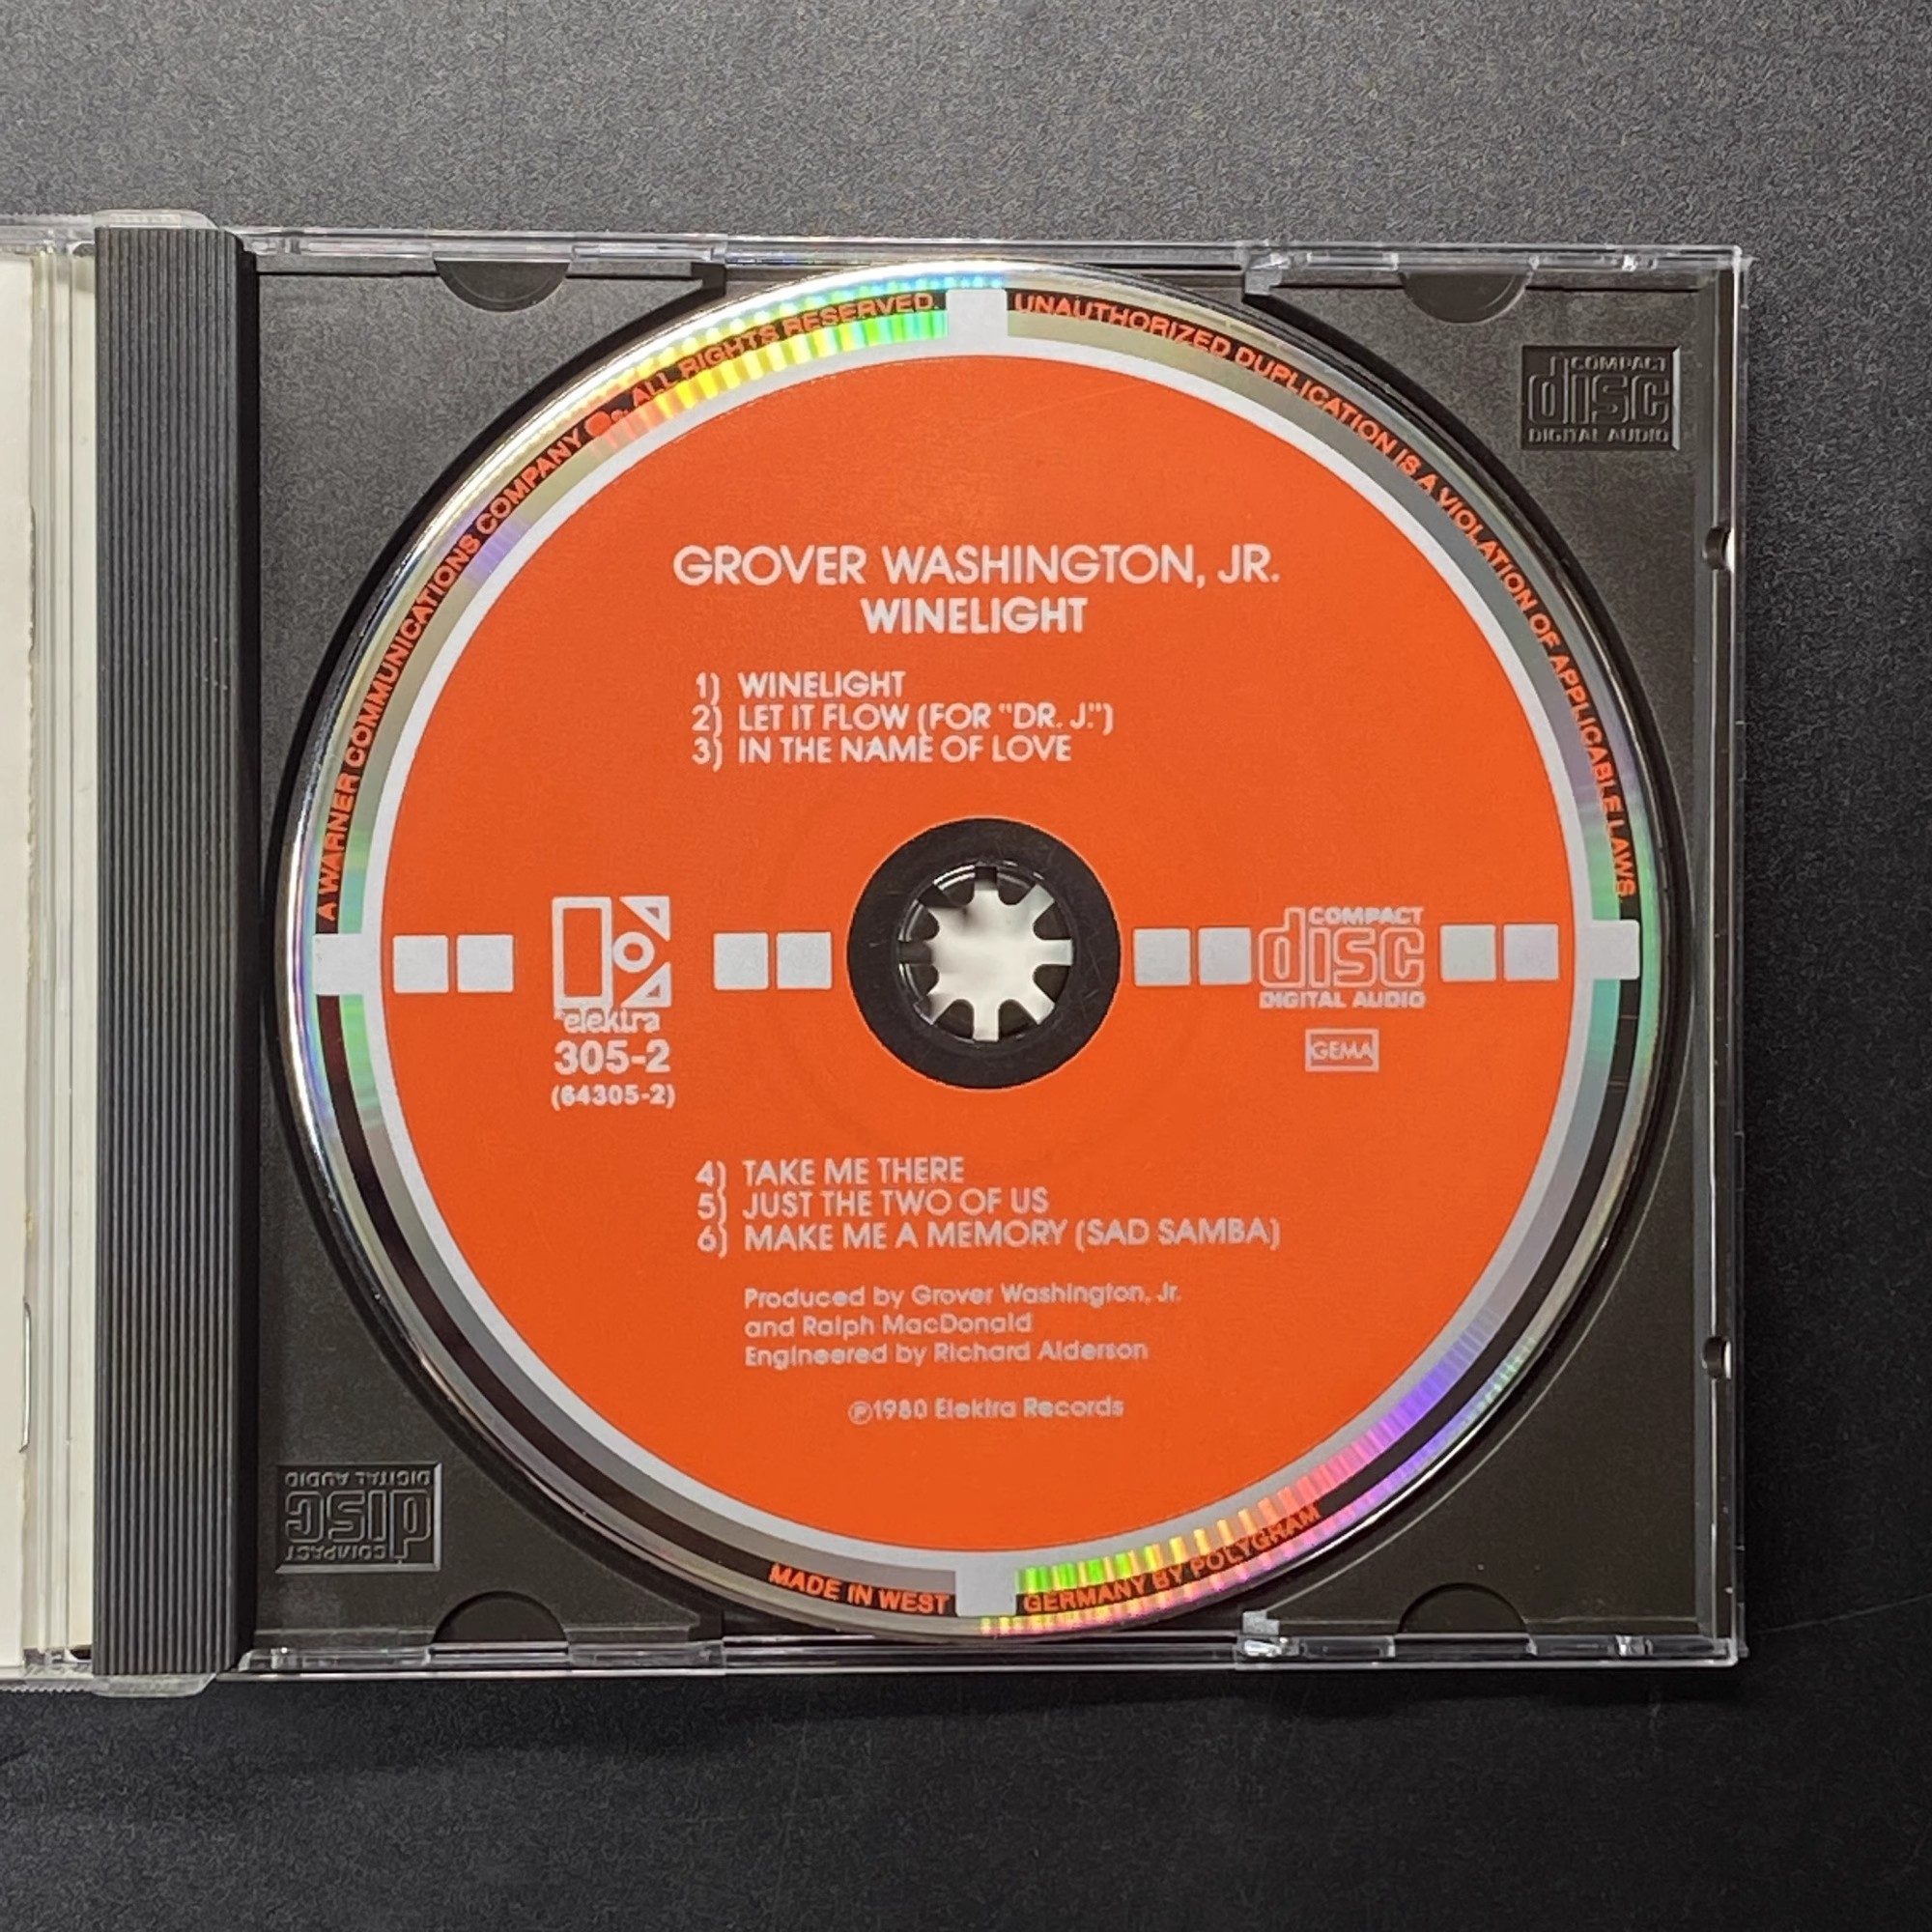 A WARNER COMMUNICATIONS COMPANY
ALL RIGHTS RESERVED.
UNAUTHORIZED DUPLICATION IS A VIOLATION OF APPLICABLE LAWS
COMPACT
disc
DIGITAL AUDIO
GROVER WASHINGTON, JR.
WINELIGHT
1) WINELIGHT
2) LET IT FLOW (FOR "DR. J.")
3) IN THE NAME OF LOVE
elektra
305-2
(64305-2)
COMPACT
disc
DIGITAL AUDIO
GEMA
4) TAKE ME THERE
5) JUST THE TWO OF US
6) MAKE ME A MEMORY (SAD SAMBA)
Produced by Grover Washington, Jr.
and Ralph MacDonald
Engineered by Richard Alderson
℗1980 Elektra Records
COMPACT
disc
DIGITAL AUDIO
MADE IN WEST GERMANY BY POLYGRAM